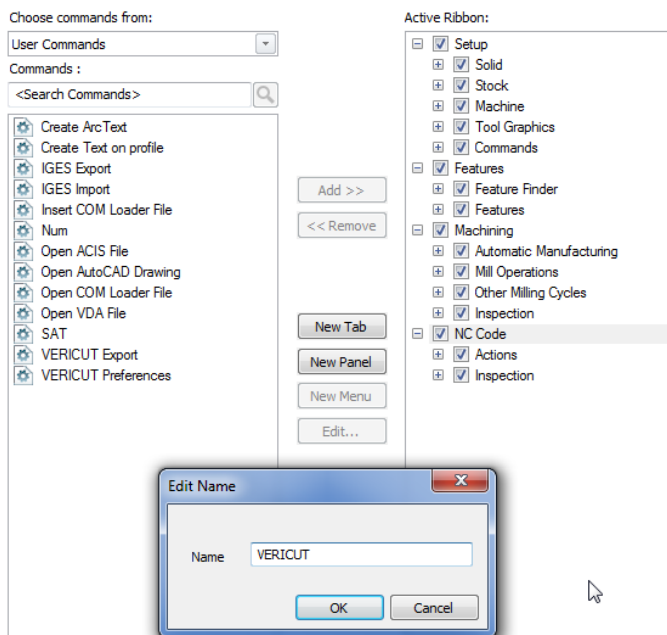 Choose commands from:
User Commands
Commands :
<Search Commands>
Create ArcText
Create Text on profile
IGES Export
IGES Import
Insert COM Loader File
Num
Open ACIS File
Open AutoCAD Drawing
Open COM Loader File
Open VDA File
SAT
VERICUT Export
VERICUT Preferences
Add >>
<< Remove
New Tab
New Panel
New Menu
Edit...
Active Ribbon:
Setup
Solid
Stock
Machine
Tool Graphics
Commands
Features
Feature Finder
Features
Machining
Automatic Manufacturing
Mill Operations
Other Milling Cycles
Inspection
NC Code
Actions
Inspection
Edit Name
Name VERICUT
OK Cancel